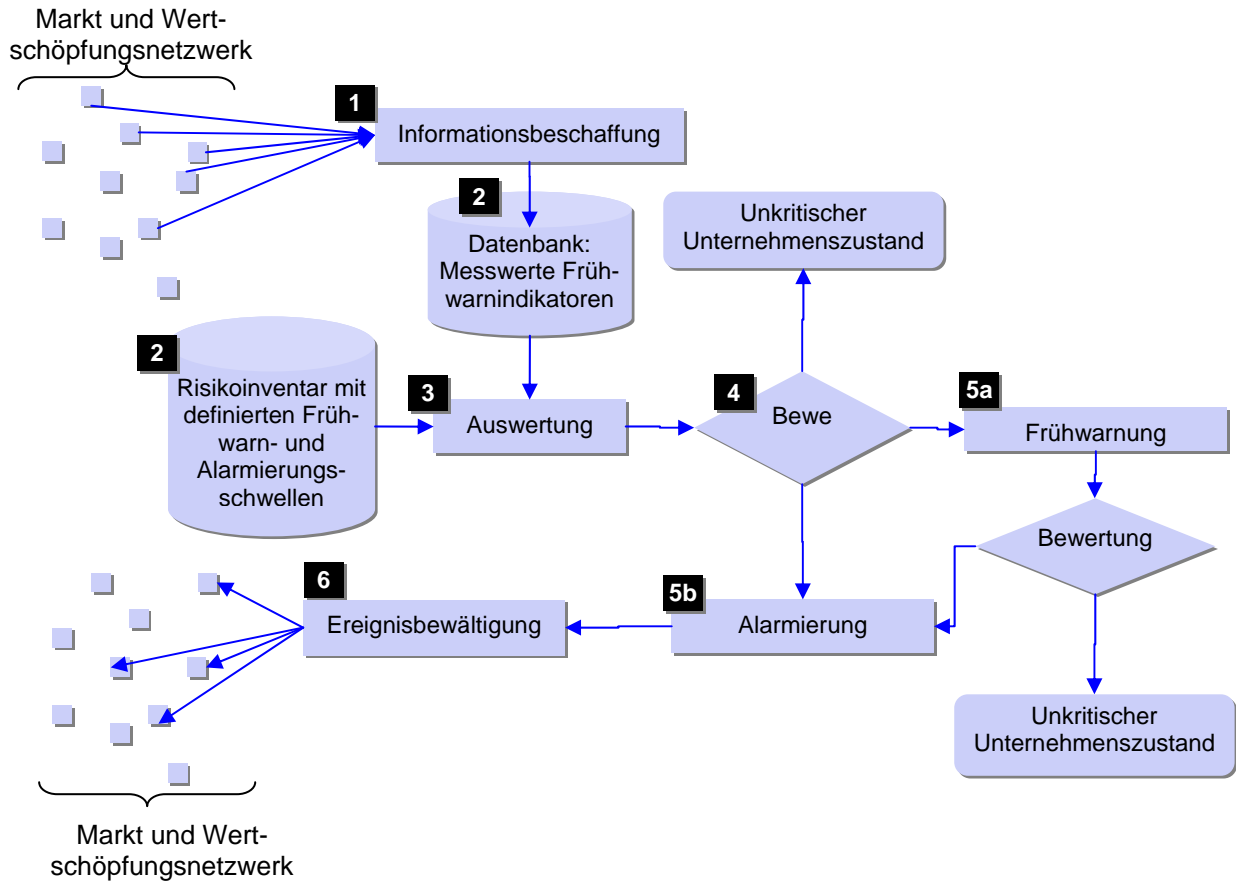 Markt und Wert-
schöpfungsnetzwerk
1
Informationsbeschaffung
2
Datenbank:
Messwerte Früh-
warnindikatoren
Unkritischer
Unternehmenszustand
2
Risikoinventar mit
definierten Früh-
warn- und
Alarmierungs-
schwellen
3
Auswertung
4
Bewe
5a
Frühwarnung
Bewertung
5b
Alarmierung
6
Ereignisbewältigung
Unkritischer
Unternehmenszustand
Markt und Wert-
schöpfungsnetzwerk